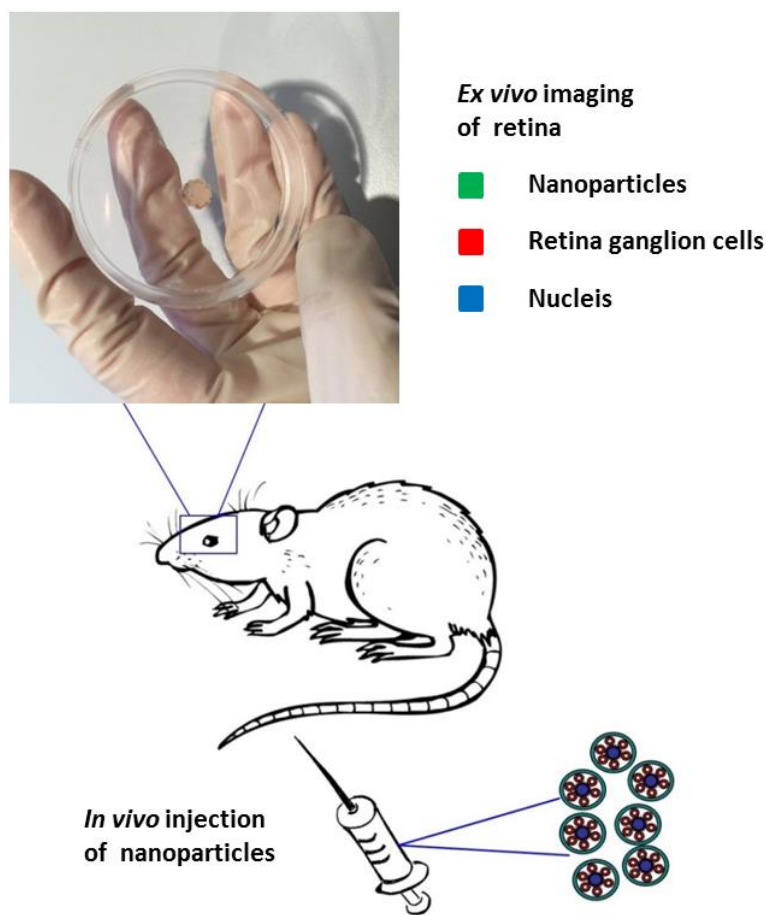 Ex vivo imaging
of retina
Nanoparticles
Retina ganglion cells
Nucleis
In vivo injection
of nanoparticles